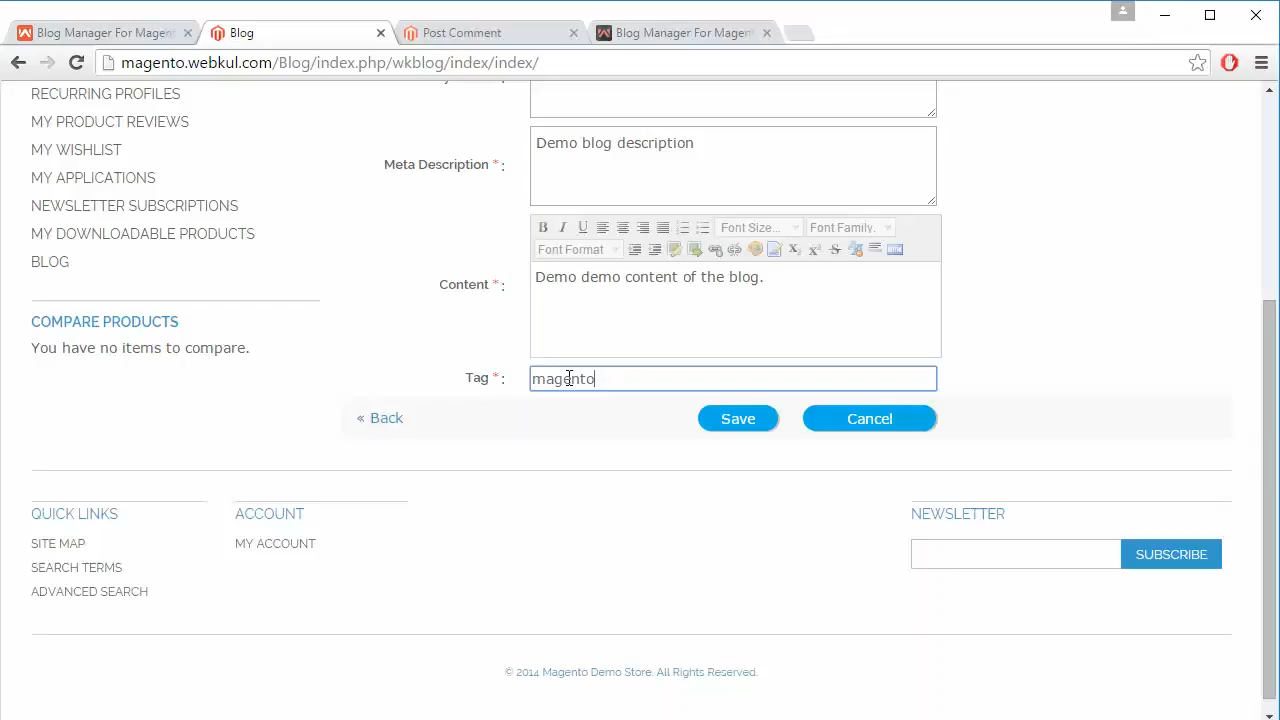 Blog Manager For Magent
Blog
Post Comment
Blog Manager For Magent
magento.webkul.com/Blog/index.php/wkblog/index/index/
RECURRING PROFILES
MY PRODUCT REVIEWS
MY WISHLIST
MY APPLICATIONS
NEWSLETTER SUBSCRIPTIONS
MY DOWNLOADABLE PRODUCTS
BLOG
COMPARE PRODUCTS
You have no items to compare.
Meta Description * :
Demo blog description
B I U Font Size... Font Family.
Font Format
Content * :
Demo demo content of the blog.
Tag * :
magento
« Back
Save
Cancel
QUICK LINKS
SITE MAP
SEARCH TERMS
ADVANCED SEARCH
ACCOUNT
MY ACCOUNT
NEWSLETTER
SUBSCRIBE
© 2014 Magento Demo Store. All Rights Reserved.